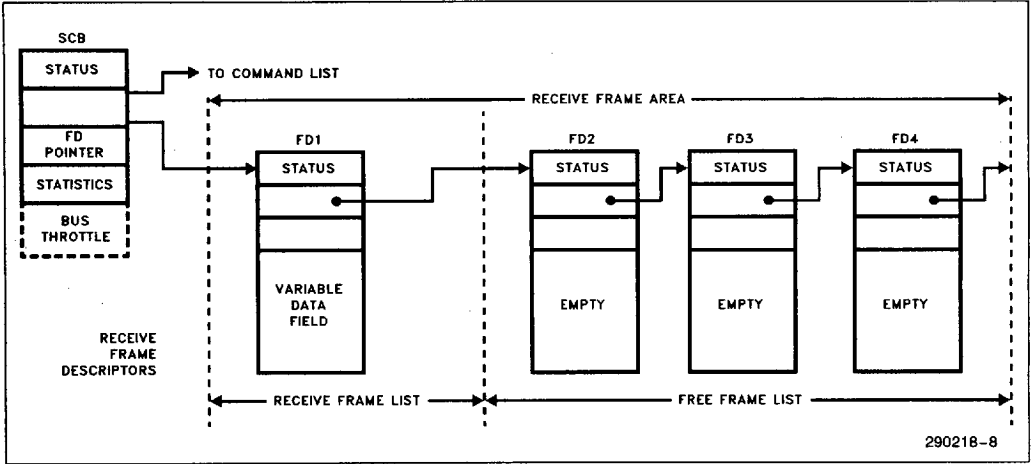 SCB
STATUS
TO COMMAND LIST
RECEIVE FRAME AREA
FD
POINTER
STATISTICS
BUS
THROTTLE
FD1
STATUS
VARIABLE
DATA
FIELD
FD2
STATUS
EMPTY
FD3
STATUS
EMPTY
FD4
STATUS
EMPTY
RECEIVE
FRAME
DESCRIPTORS
RECEIVE FRAME LIST
FREE FRAME LIST
290218-8